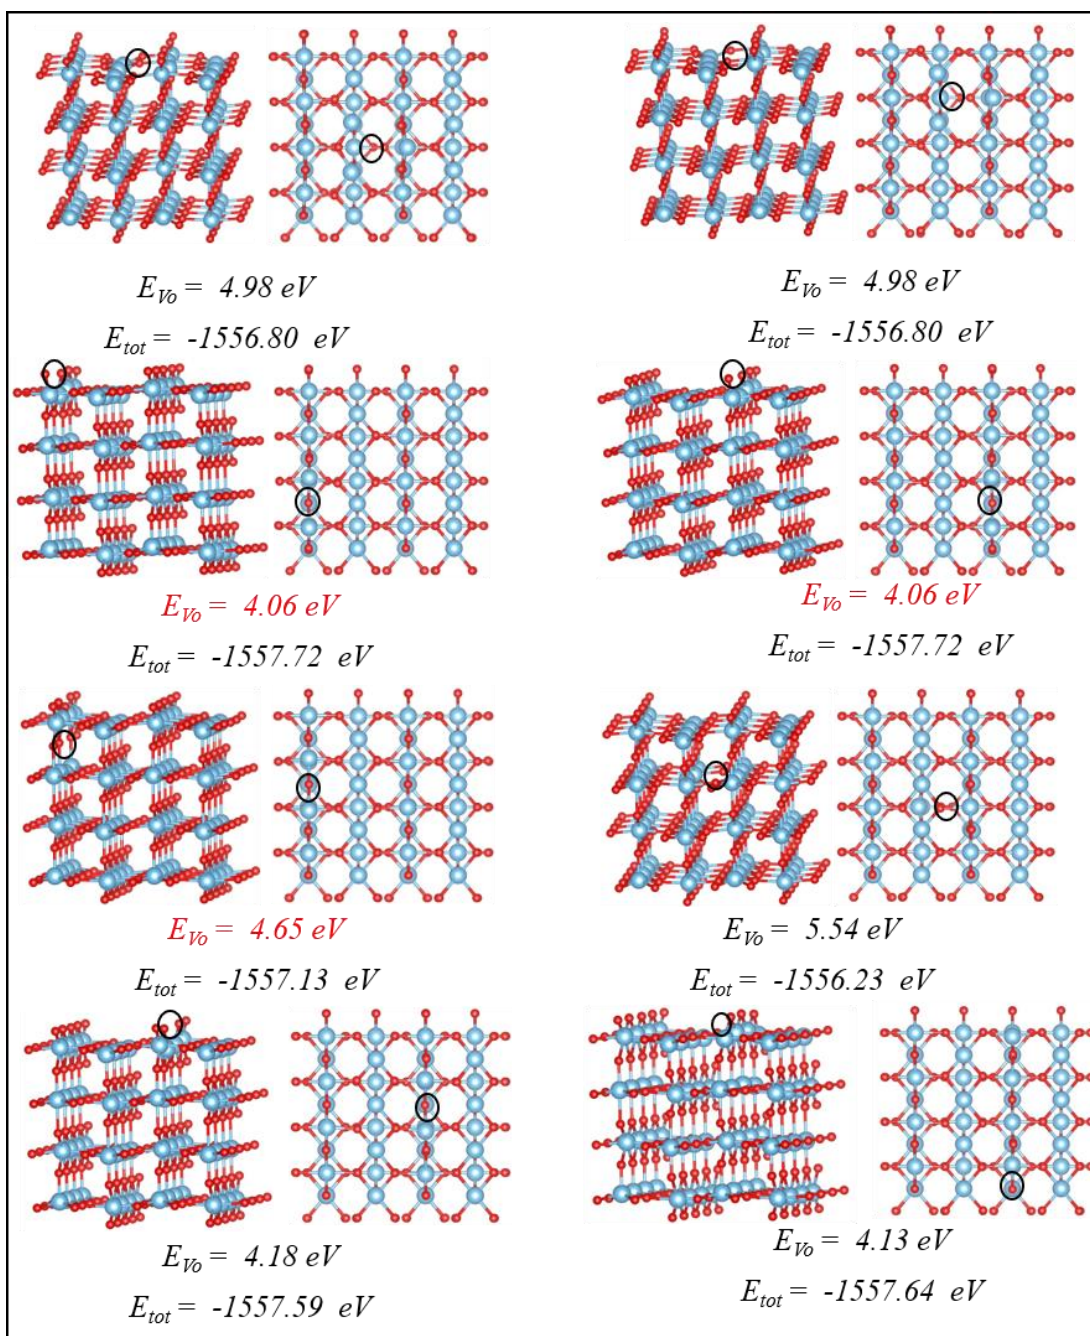 E_Vo = 4.98 eV
E_tot = -1556.80 eV
E_Vo = 4.98 eV
E_tot = -1556.80 eV
E_Vo = 4.06 eV
E_tot = -1557.72 eV
E_Vo = 4.06 eV
E_tot = -1557.72 eV
E_Vo = 4.65 eV
E_tot = -1557.13 eV
E_Vo = 5.54 eV
E_tot = -1556.23 eV
E_Vo = 4.18 eV
E_tot = -1557.59 eV
E_Vo = 4.13 eV
E_tot = -1557.64 eV